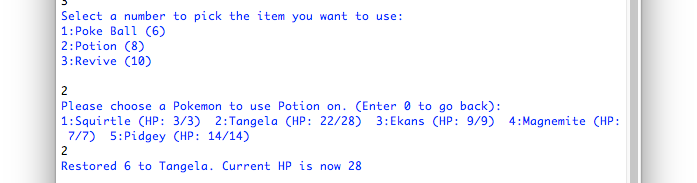 3
Select a number to pick the item you want to use:
1:Poke Ball (6)
2:Potion (8)
3:Revive (10)
2
Please choose a Pokemon to use Potion on. (Enter 0 to go back):
1:Squirtle (HP: 3/3)  2:Tangela (HP: 22/28)  3:Ekans (HP: 9/9)  4:Magnemite (HP:
7/7)  5:Pidgey (HP: 14/14)
2
Restored 6 to Tangela. Current HP is now 28